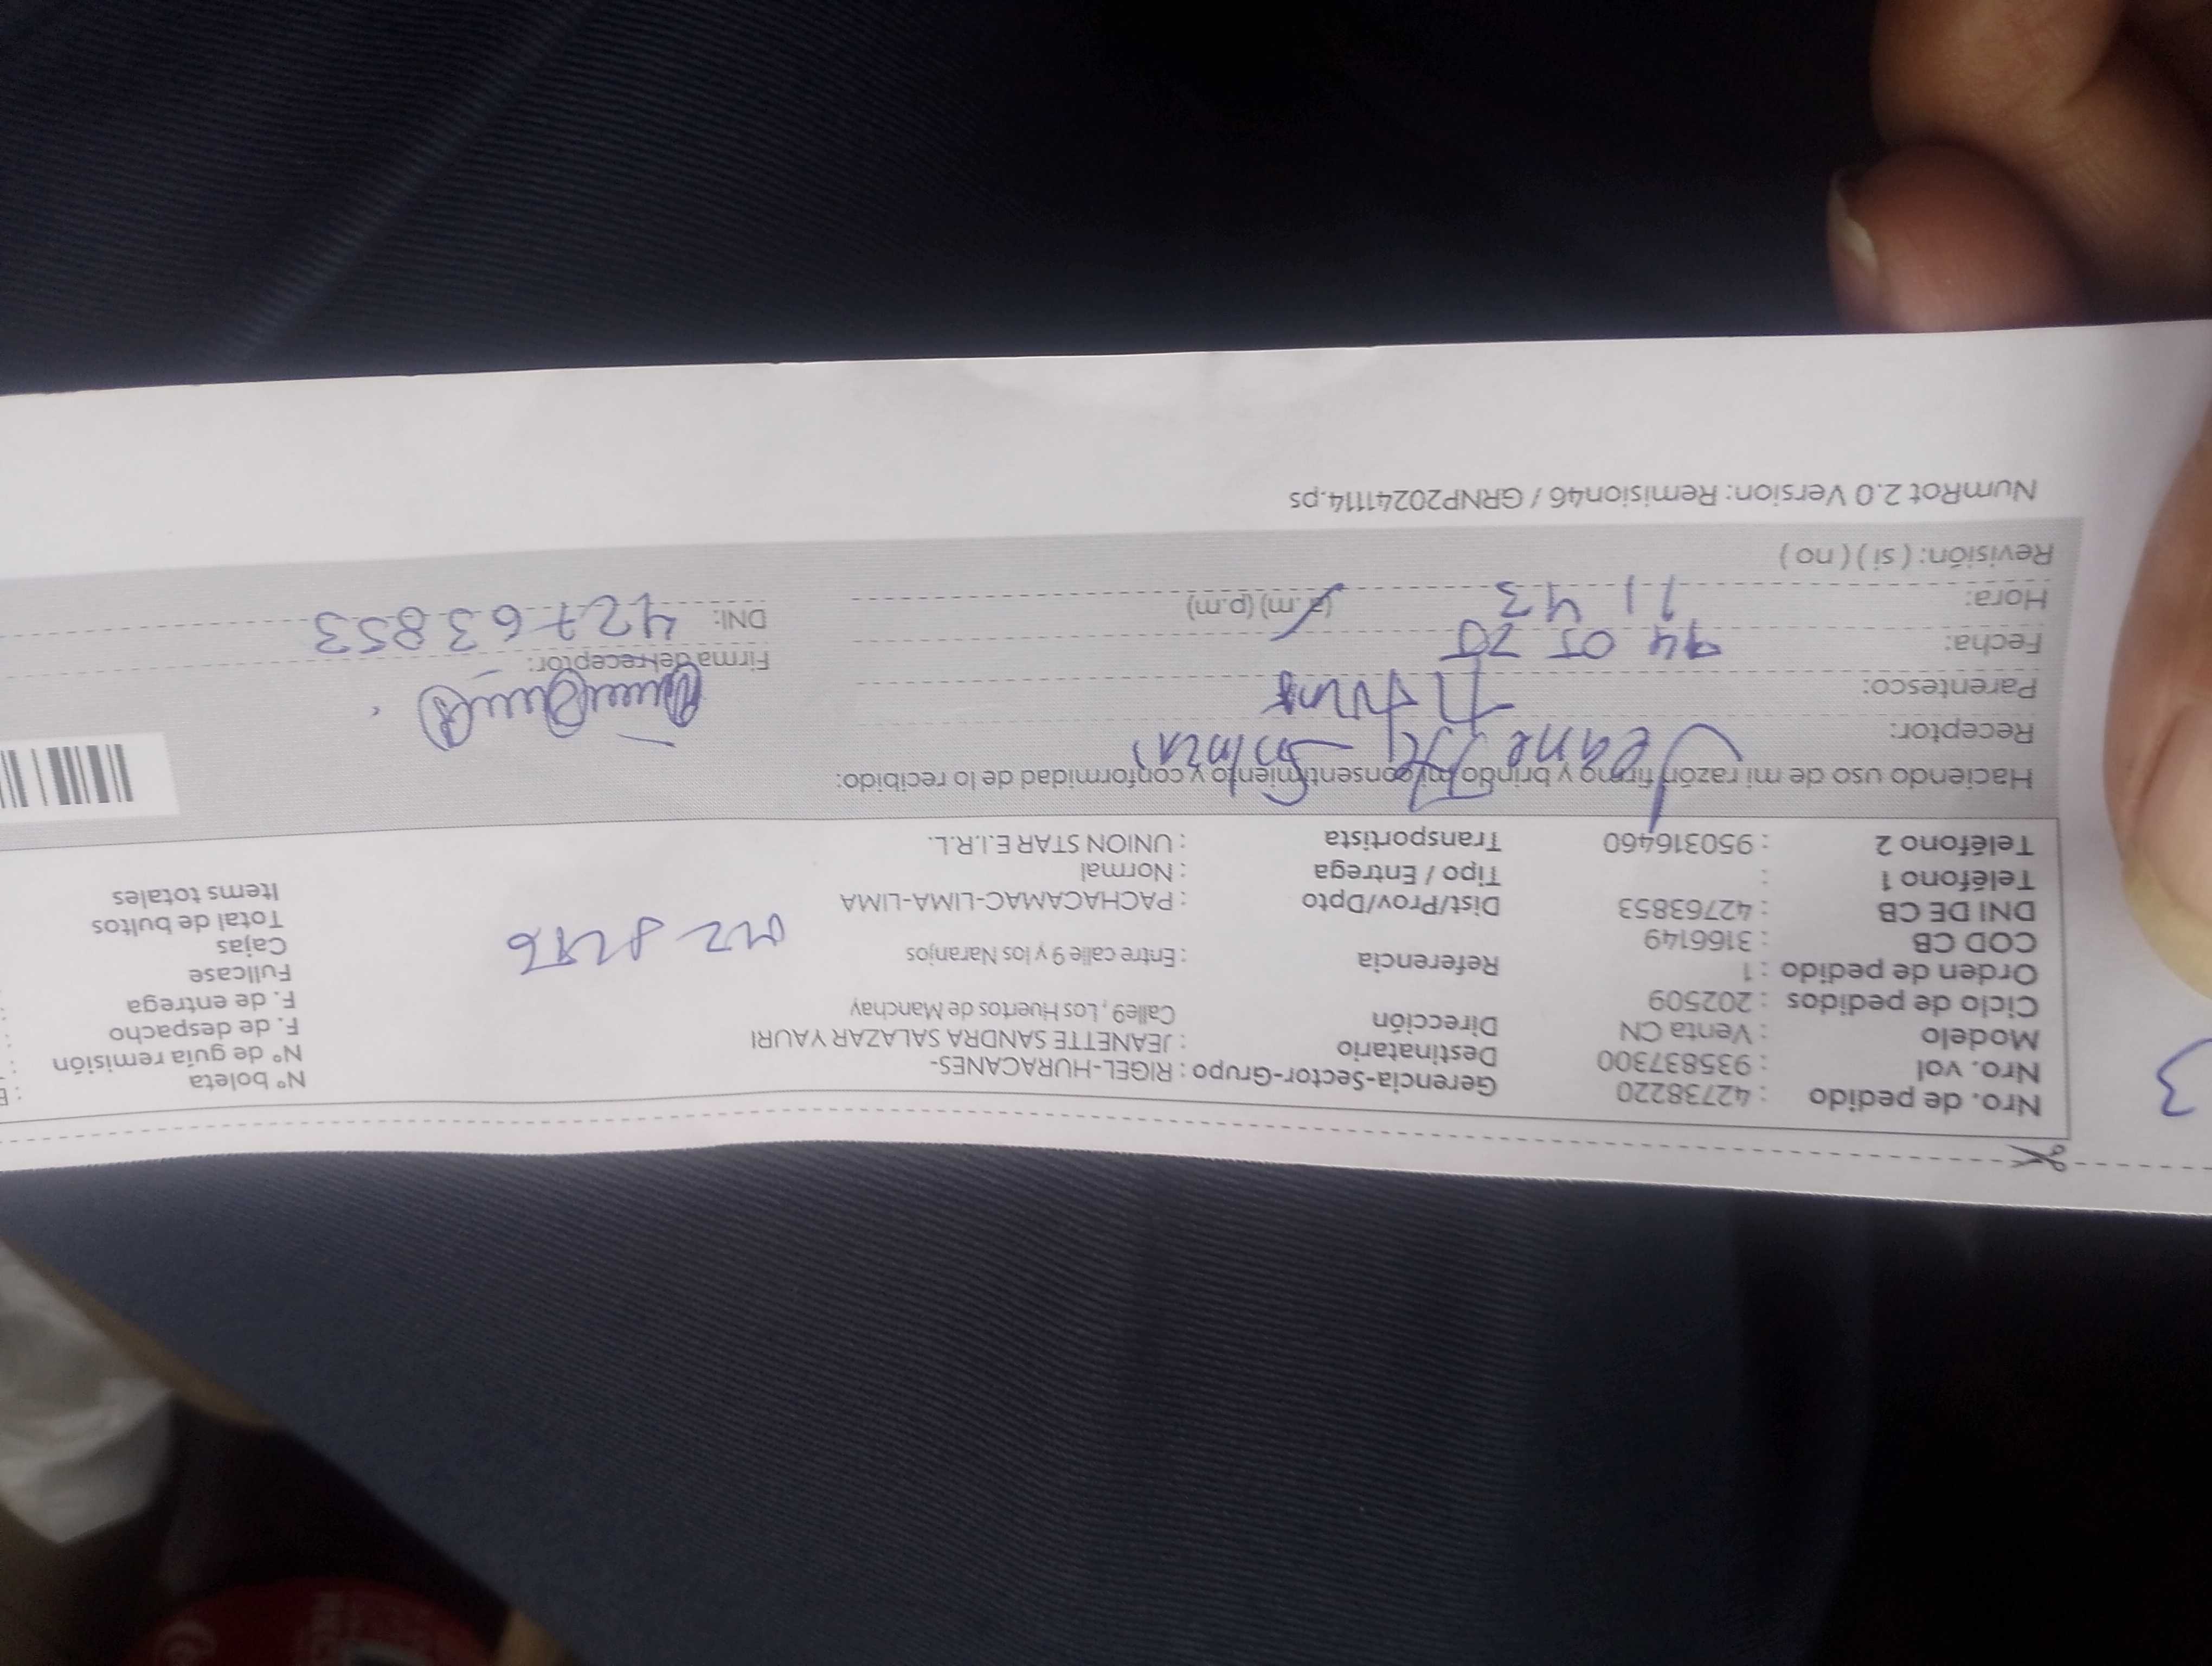 Nro. de pedido : 42738220
Nro. vol : 935837300
Modelo : Venta CN
Ciclo de pedidos : 202509
Orden de pedido : 1
COD CB : 3166149
DNI DE CB : 42763853
Teléfono 1 :
Teléfono 2 : 950316460
Gerencia-Sector-Grupo : RIGEL-HURACANES-
Destinatario : JEANETTE SANDRA SALAZAR YAURI
Dirección Calle9, Los Huertos de Manchay
Referencia : Entre calle 9 y los Naranjos
Dist/Prov/Dpto : PACHACAMAC-LIMA-LIMA
Tipo / Entrega : Normal
Transportista : UNION STAR E.I.R.L.
N° boleta
N° de guía remisión :
F. de despacho :
F. de entrega :
Fullcase
Cajas
Total de bultos
Items totales
3
Haciendo uso de mi razón firmo y brindo mi consentimiento y conformidad de lo recibido:
Receptor:
Parentesco:
Fecha: 14 05 25
Hora: 11 43 (a.m) (p.m)
Revisión: ( si ) ( no )
Firma del receptor:
DNI: 42763853
NumRot 2.0 Version: Remision46 / GRNP20241114.ps